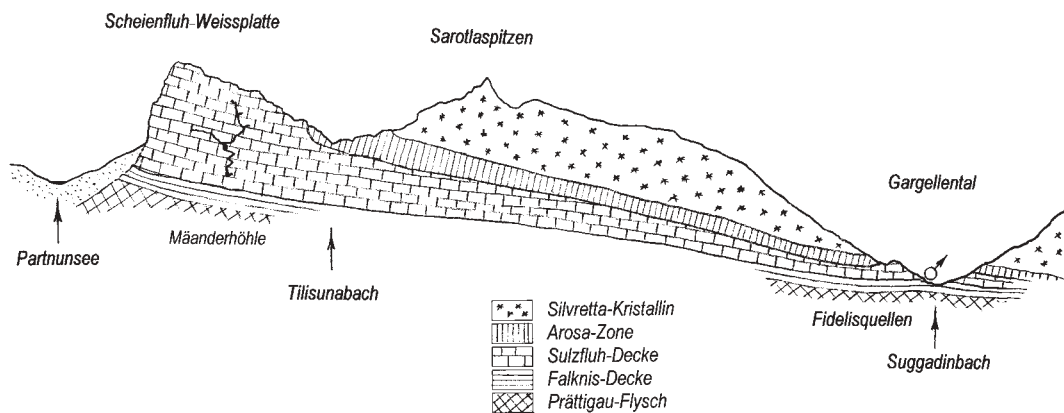 Scheienfluh-Weissplatte
Sarotlaspitzen
Gargellental
Mäanderhöhle
Partnunsee
Tilisunabach
Fidelisquellen
Suggadinbach
Silvretta-Kristallin
Arosa-Zone
Sulzfluh-Decke
Falknis-Decke
Prättigau-Flysch